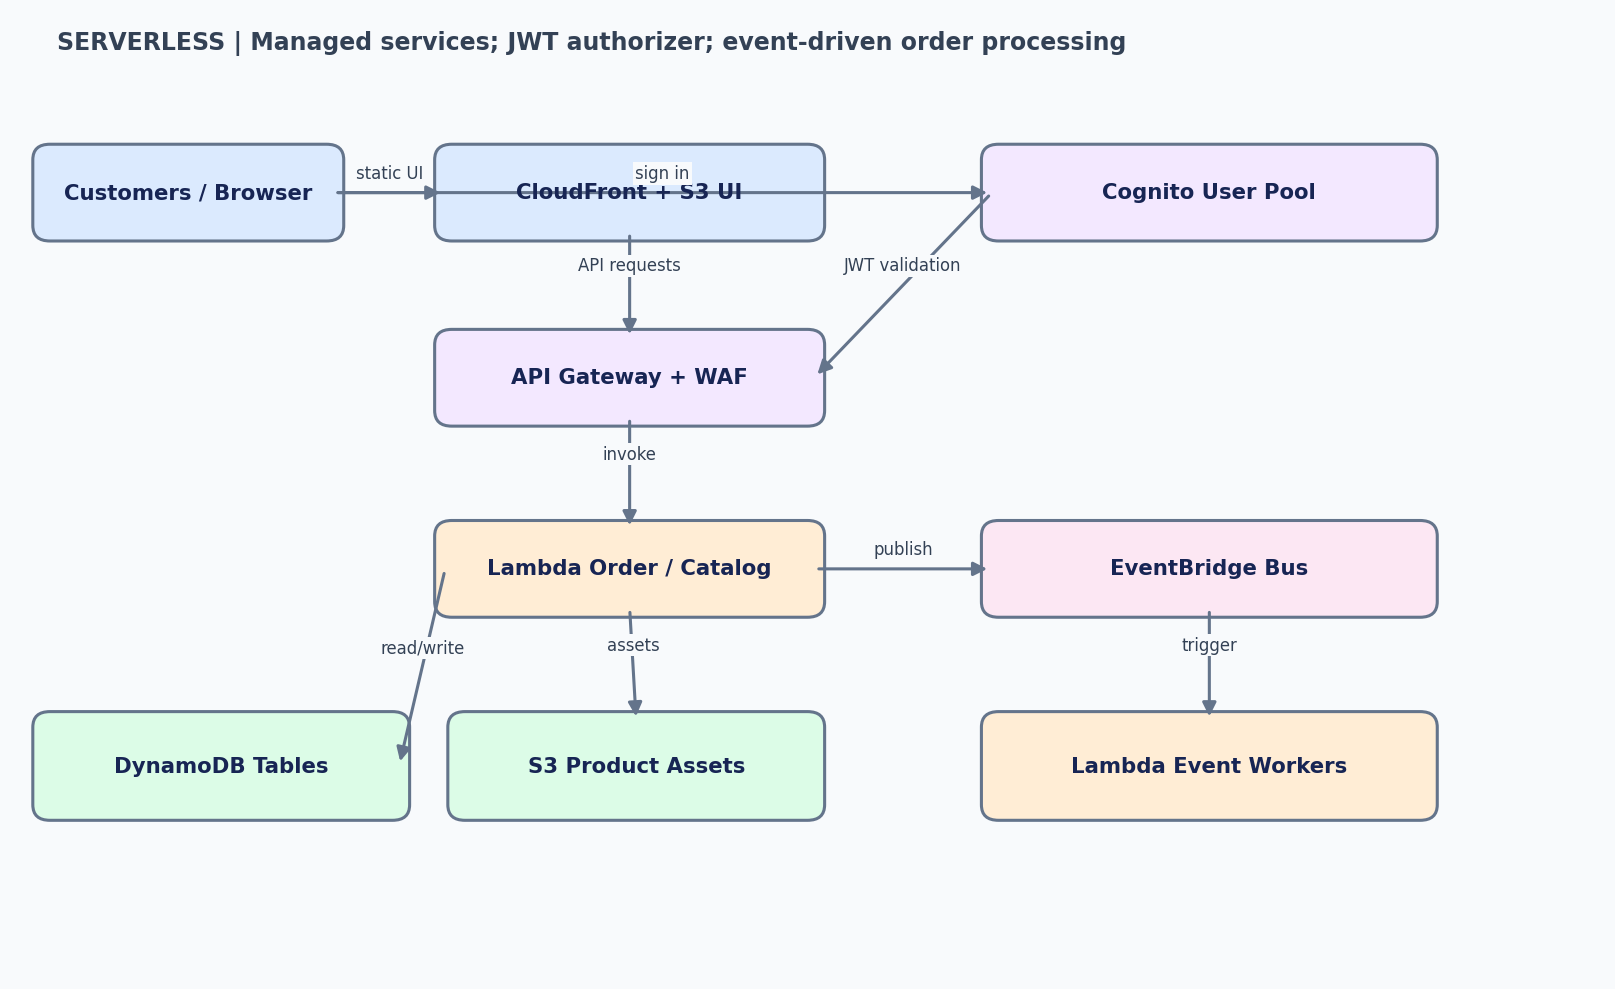 SERVERLESS | Managed services; JWT authorizer; event-driven order processing
Customers / Browser
static UI
sign in
CloudFront + S3 UI
Cognito User Pool
API requests
JWT validation
API Gateway + WAF
invoke
Lambda Order / Catalog
publish
EventBridge Bus
read/write
assets
trigger
DynamoDB Tables
S3 Product Assets
Lambda Event Workers